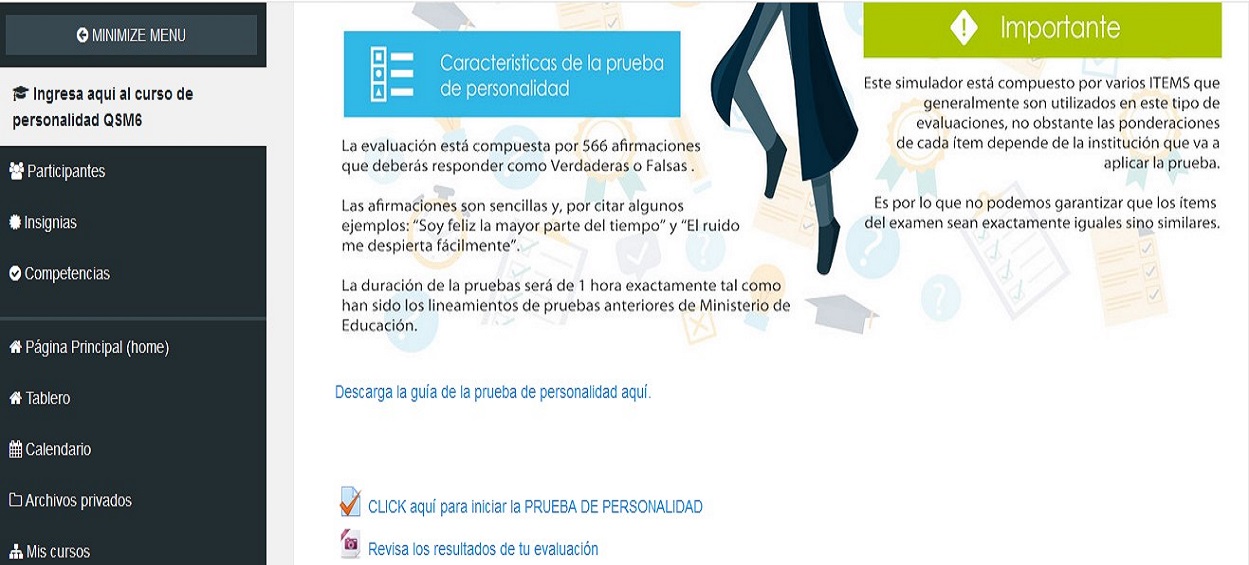 MINIMIZE MENU
Ingresa aqui al curso de
personalidad QSM6
Participantes
Insignias
Competencias
Página Principal (home)
Tablero
Calendario
Archivos privados
Mis cursos
Caracteristicas de la prueba
de personalidad
La evaluación está compuesta por 566 afirmaciones
que deberás responder como Verdaderas o Falsas .
Las afirmaciones son sencillas y, por citar algunos
ejemplos: “Soy feliz la mayor parte del tiempo” y “El ruido
me despierta fácilmente”.
La duración de la pruebas será de 1 hora exactamente tal como
han sido los lineamientos de pruebas anteriores de Ministerio de
Educación.
Importante
Este simulador está compuesto por varios ITEMS que
generalmente son utilizados en este tipo de
evaluaciones, no obstante las ponderaciones
de cada ítem depende de la institución que va a
aplicar la prueba.
Es por lo que no podemos garantizar que los ítems
del examen sean exactamente iguales sino similares.
Descarga la guía de la prueba de personalidad aquí.
CLICK aquí para iniciar la PRUEBA DE PERSONALIDAD
Revisa los resultados de tu evaluación